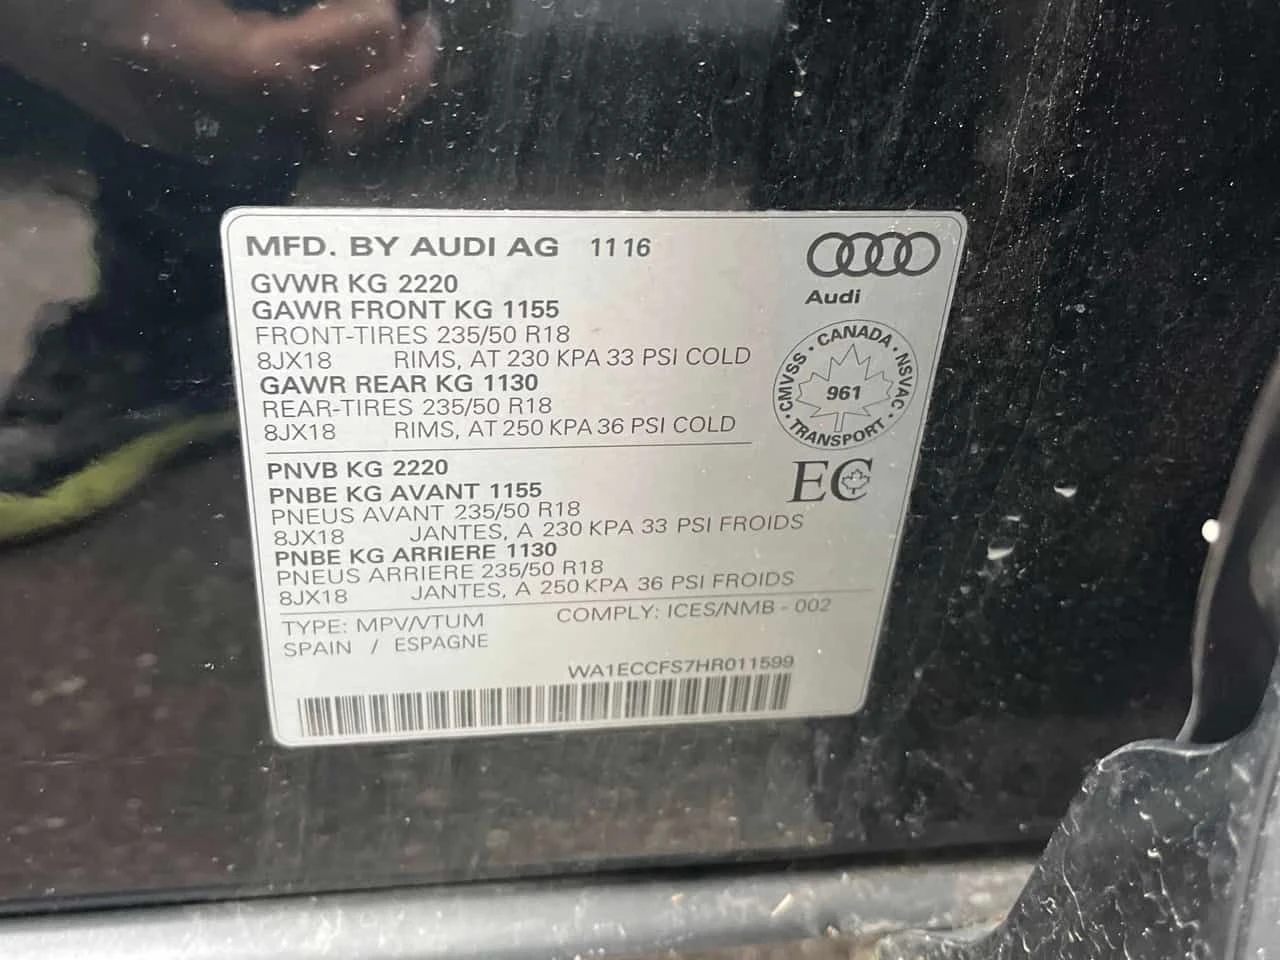 MFD. BY AUDI AG 11 16
Audi
GVWR KG 2220
GAWR FRONT KG 1155
FRONT-TIRES 235/50 R18
8JX18 RIMS, AT 230 KPA 33 PSI COLD
GAWR REAR KG 1130
REAR-TIRES 235/50 R18
8JX18 RIMS, AT 250 KPA 36 PSI COLD
· CANADA · NSVAC · TRANSPORT · CMVSS
961
EC
PNVB KG 2220
PNBE KG AVANT 1155
PNEUS AVANT 235/50 R18
8JX18 JANTES, A 230 KPA 33 PSI FROIDS
PNBE KG ARRIERE 1130
PNEUS ARRIERE 235/50 R18
8JX18 JANTES, A 250 KPA 36 PSI FROIDS
TYPE: MPV/VTUM COMPLY: ICES/NMB - 002
SPAIN / ESPAGNE
WA1ECCFS7HR011599